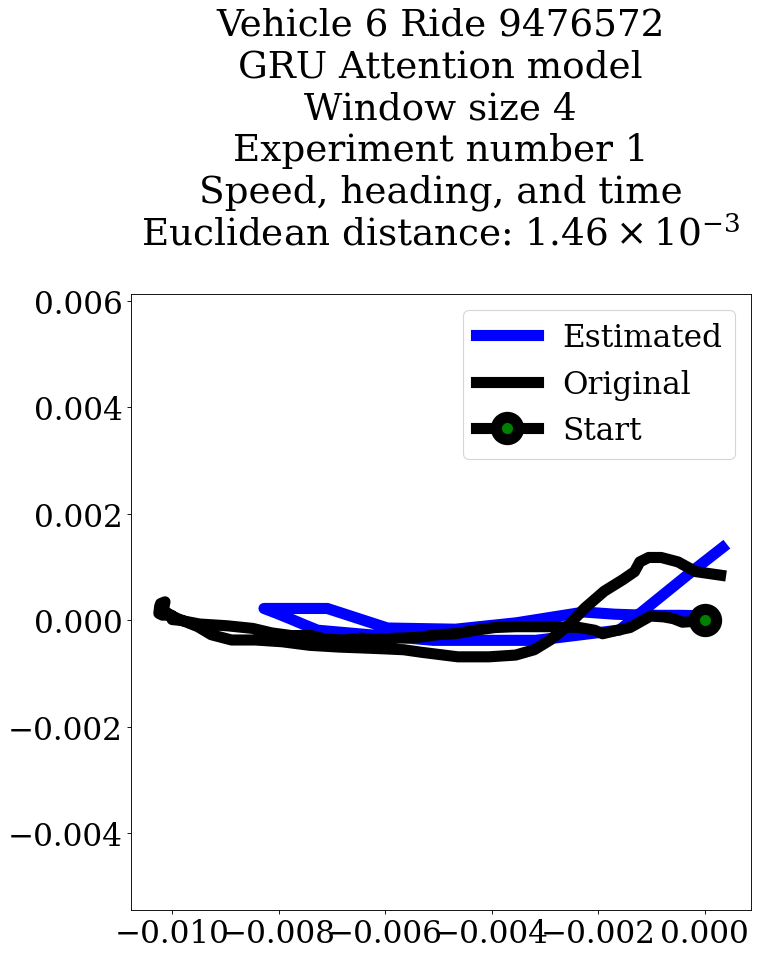 Vehicle 6 Ride 9476572
GRU Attention model
Window size 4
Experiment number 1
Speed, heading, and time
Euclidean distance: 1.46 × 10⁻³
Estimated
Original
Start
0.006
0.004
0.002
0.000
−0.002
−0.004
−0.010 −0.008 −0.006 −0.004 −0.002 0.000